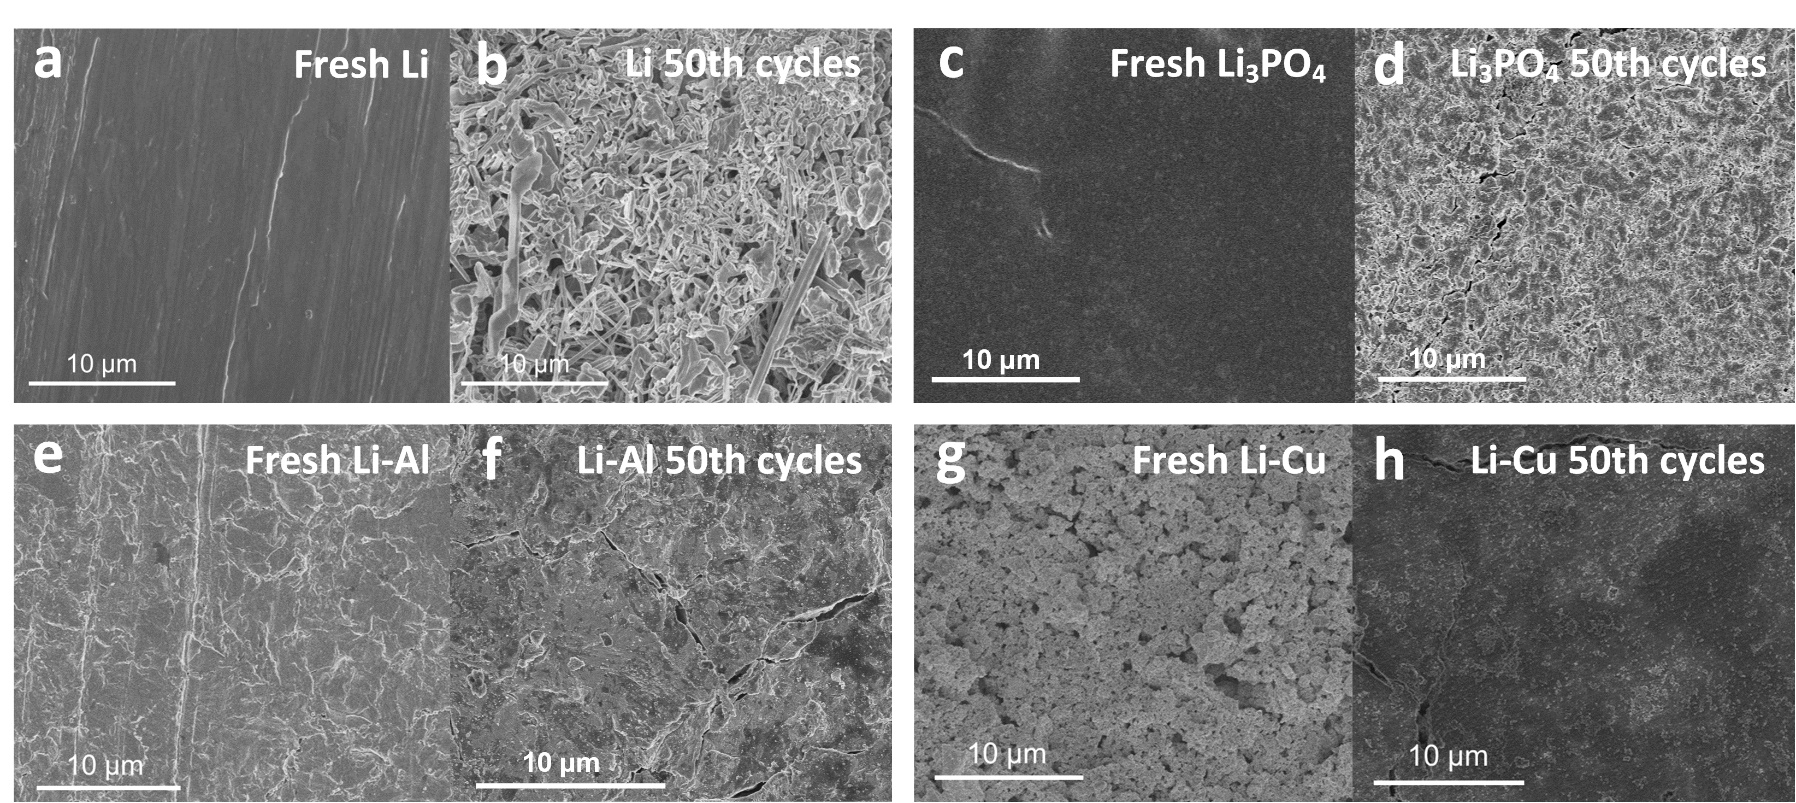 a Fresh Li
10 µm
b Li 50th cycles
10 µm
c Fresh Li₃PO₄
10 µm
d Li₃PO₄ 50th cycles
10 µm
e Fresh Li-Al
10 µm
f Li-Al 50th cycles
10 µm
g Fresh Li-Cu
10 µm
h Li-Cu 50th cycles
10 µm